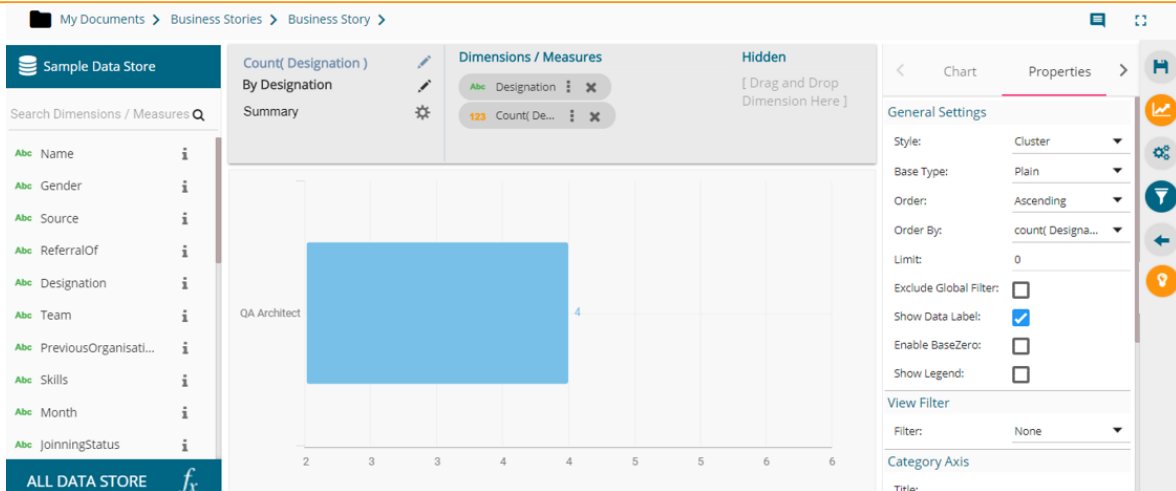 My Documents > Business Stories > Business Story >
Sample Data Store
Search Dimensions / Measures
Abc Name i
Abc Gender i
Abc Source i
Abc ReferralOf i
Abc Designation i
Abc Team i
Abc PreviousOrganisati... i
Abc Skills i
Abc Month i
Abc JoinningStatus i
ALL DATA STORE fx
Count( Designation )
By Designation
Summary
Dimensions / Measures
Abc Designation
123 Count( De...
Hidden
[ Drag and Drop
Dimension Here ]
QA Architect
4
2 3 3 4 4 5 5 6 6
Chart Properties
General Settings
Style: Cluster
Base Type: Plain
Order: Ascending
Order By: count( Designa...
Limit: 0
Exclude Global Filter:
Show Data Label:
Enable BaseZero:
Show Legend:
View Filter
Filter: None
Category Axis
Title: